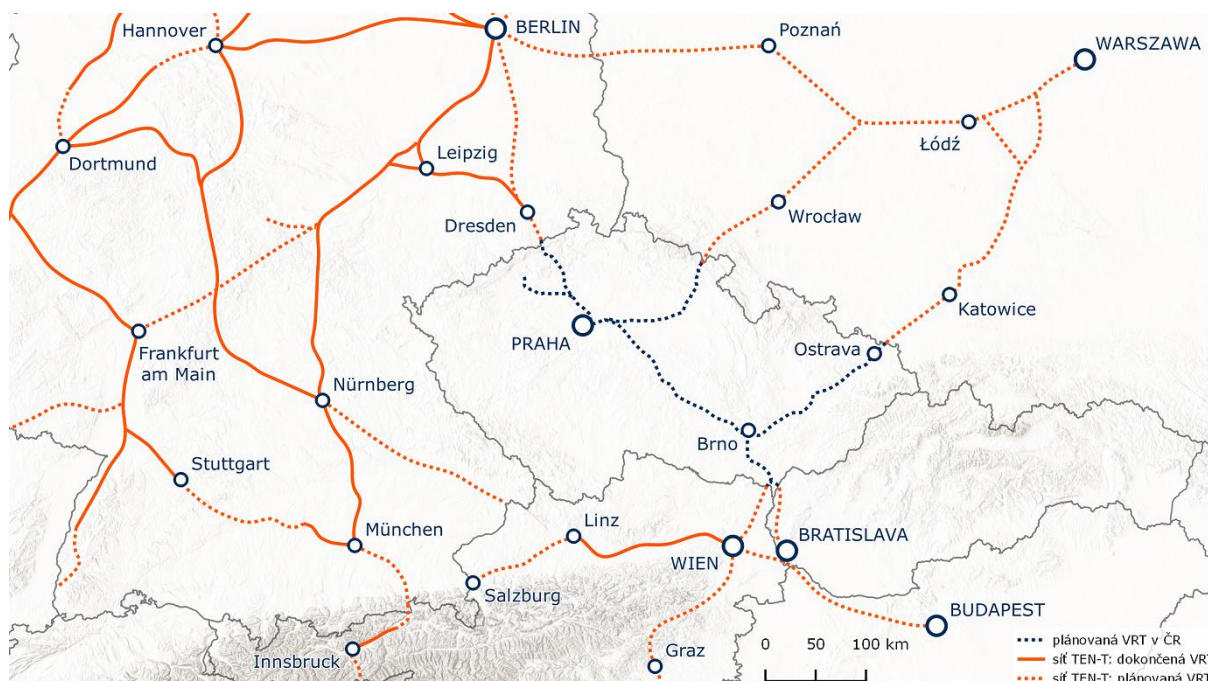 Hannover
BERLIN
Poznań
WARSZAWA
Dortmund
Leipzig
Łódź
Dresden
Wrocław
Katowice
PRAHA
Ostrava
Frankfurt
am Main
Nürnberg
Brno
Stuttgart
München
Linz
WIEN
BRATISLAVA
Salzburg
BUDAPEST
Innsbruck
Graz
0 50 100 km
plánovaná VRT v ČR
síť TEN-T: dokončená VRT
síť TEN-T: plánovaná VRT